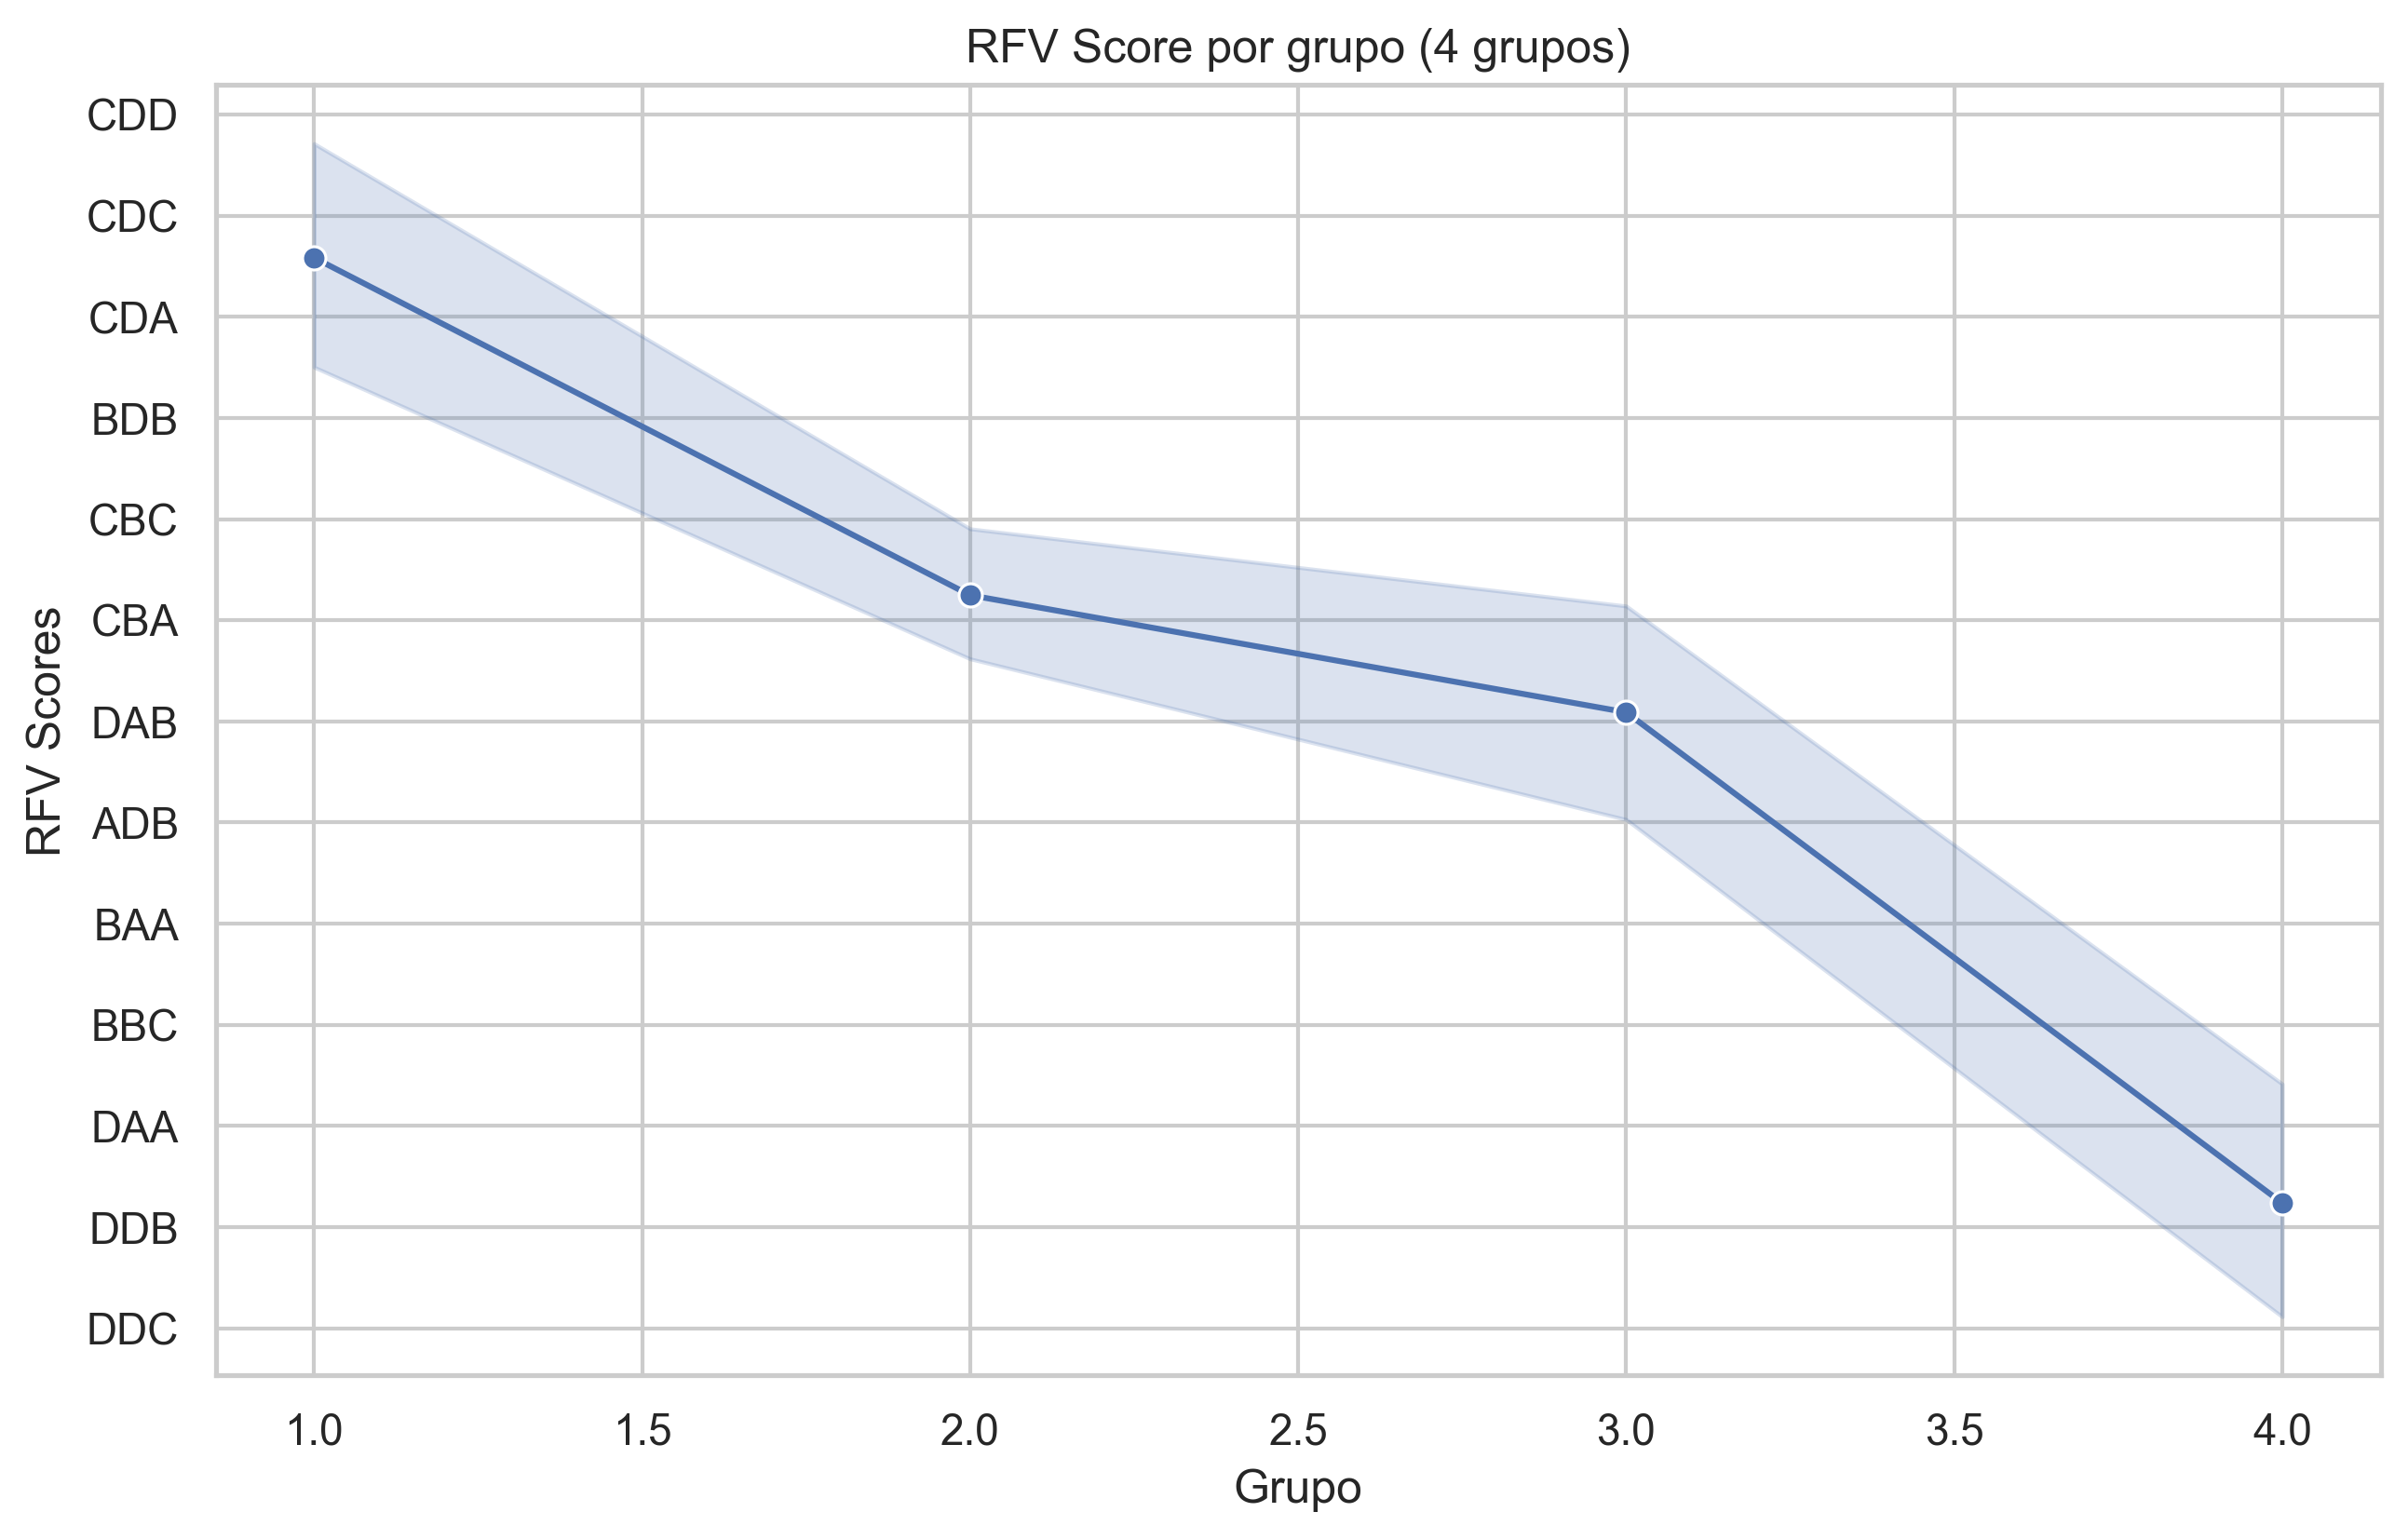 RFV Score por grupo (4 grupos)
CDD
CDC
CDA
BDB
CBC
CBA
DAB
ADB
BAA
BBC
DAA
DDB
DDC
RFV Scores
1.0 1.5 2.0 2.5 3.0 3.5 4.0
Grupo